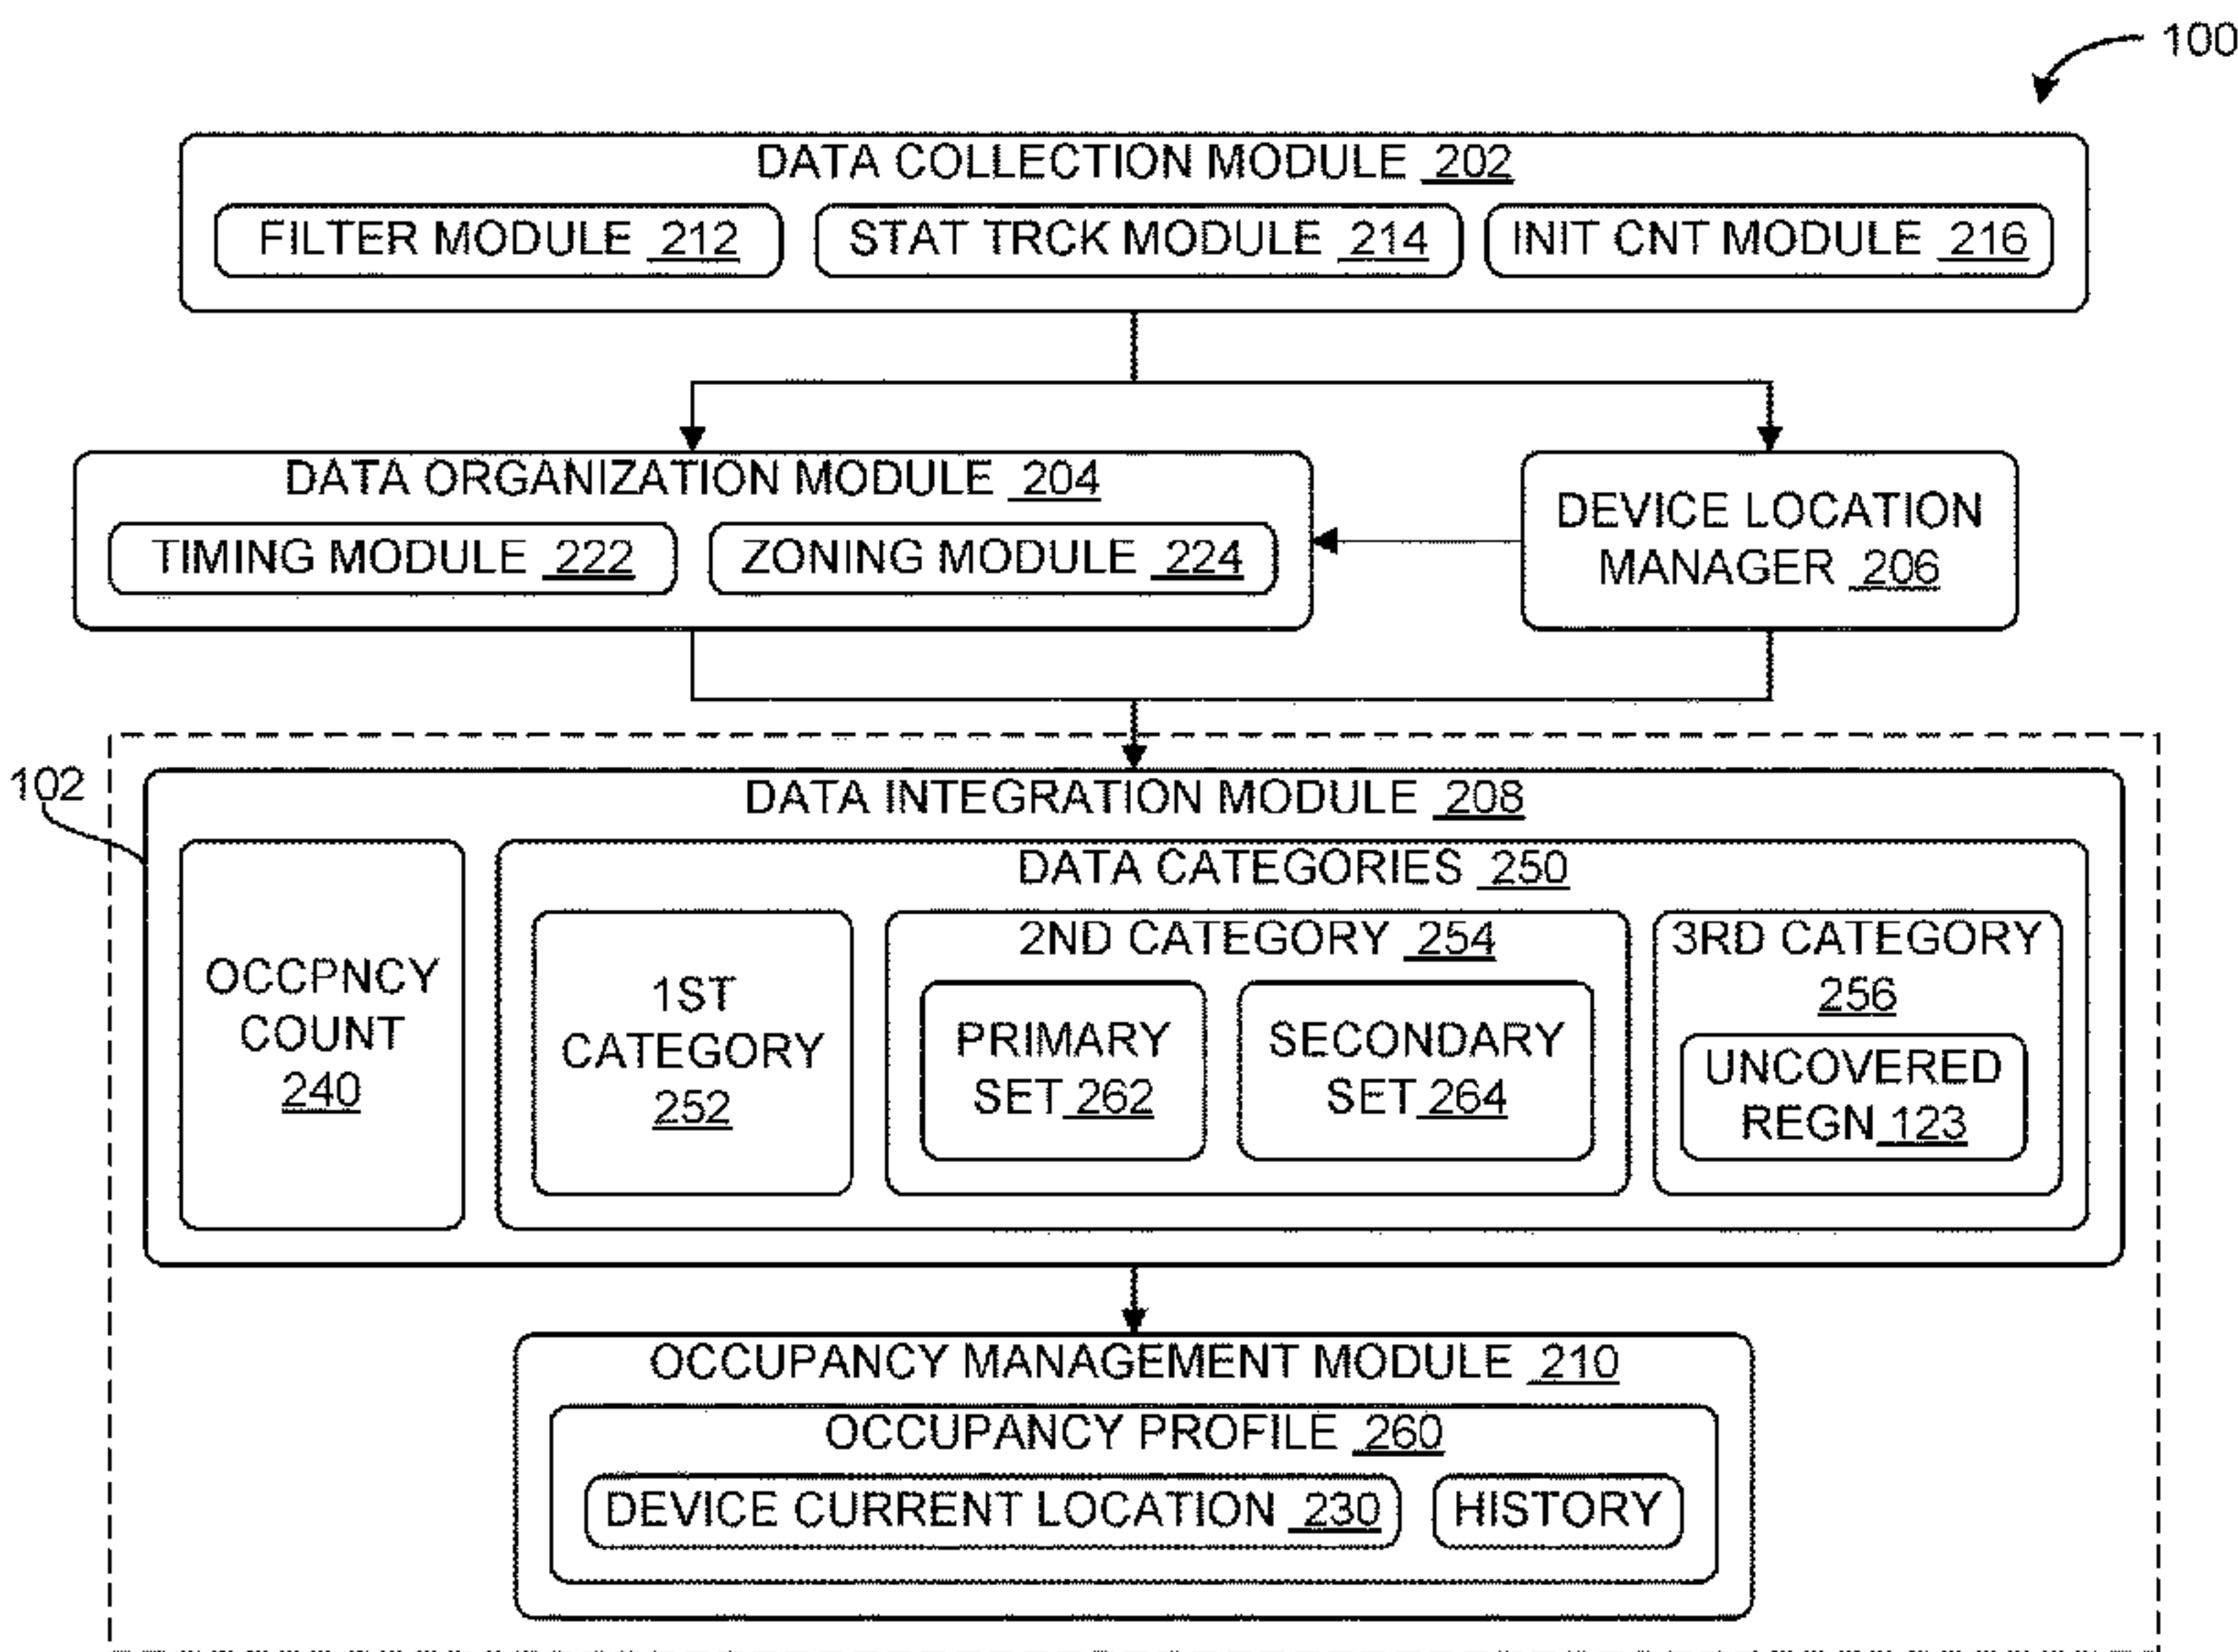 100
DATA COLLECTION MODULE 202
FILTER MODULE 212
STAT TRCK MODULE 214
INIT CNT MODULE 216
DATA ORGANIZATION MODULE 204
TIMING MODULE 222
ZONING MODULE 224
DEVICE LOCATION
MANAGER 206
102
DATA INTEGRATION MODULE 208
OCCPNCY
COUNT
240
DATA CATEGORIES 250
1ST
CATEGORY
252
2ND CATEGORY 254
PRIMARY
SET 262
SECONDARY
SET 264
3RD CATEGORY
256
UNCOVERED
REGN 123
OCCUPANCY MANAGEMENT MODULE 210
OCCUPANCY PROFILE 260
DEVICE CURRENT LOCATION 230
HISTORY